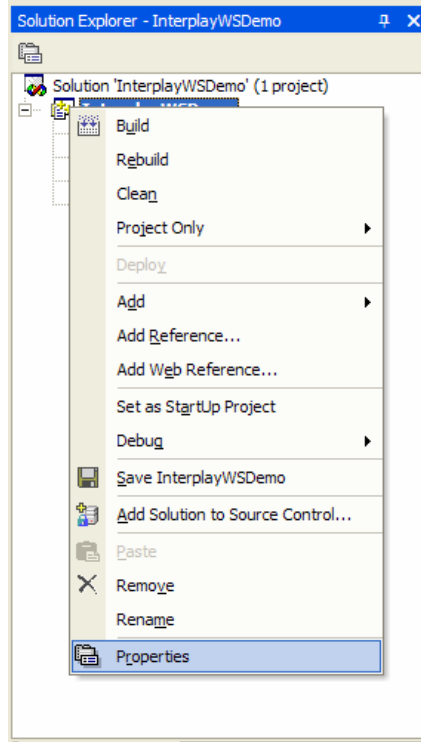 Solution Explorer - InterplayWSDemo
Solution 'InterplayWSDemo' (1 project)
Build
Rebuild
Clean
Project Only
Deploy
Add
Add Reference...
Add Web Reference...
Set as StartUp Project
Debug
Save InterplayWSDemo
Add Solution to Source Control...
Paste
Remove
Rename
Properties